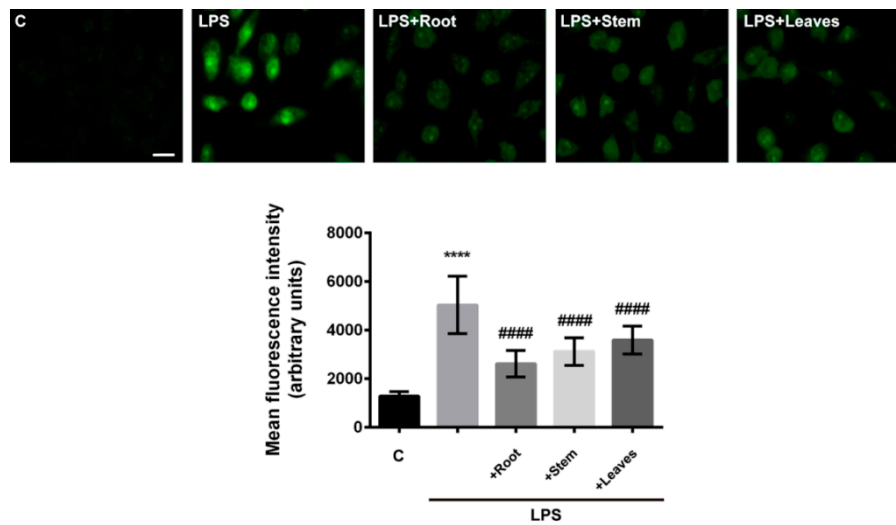 C
LPS
LPS+Root
LPS+Stem
LPS+Leaves
Mean fluorescence intensity
(arbitrary units)
8000
6000
4000
2000
0
****
####
####
####
C
+Root
+Stem
+Leaves
LPS